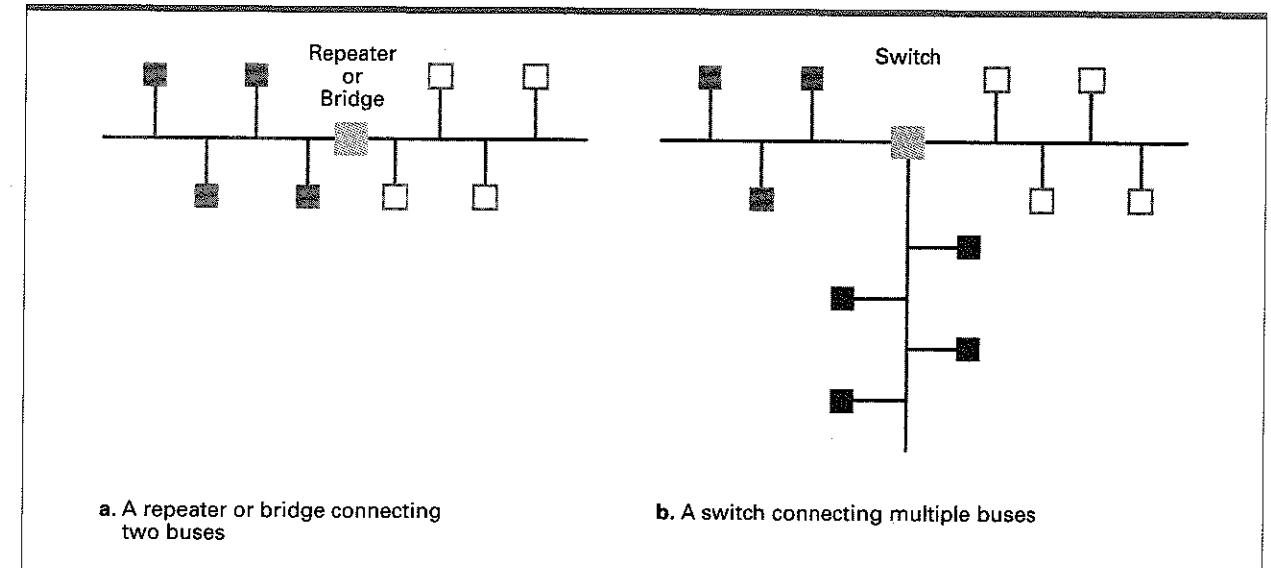 Repeater
or
Bridge
Switch
a. A repeater or bridge connecting
two buses
b. A switch connecting multiple buses